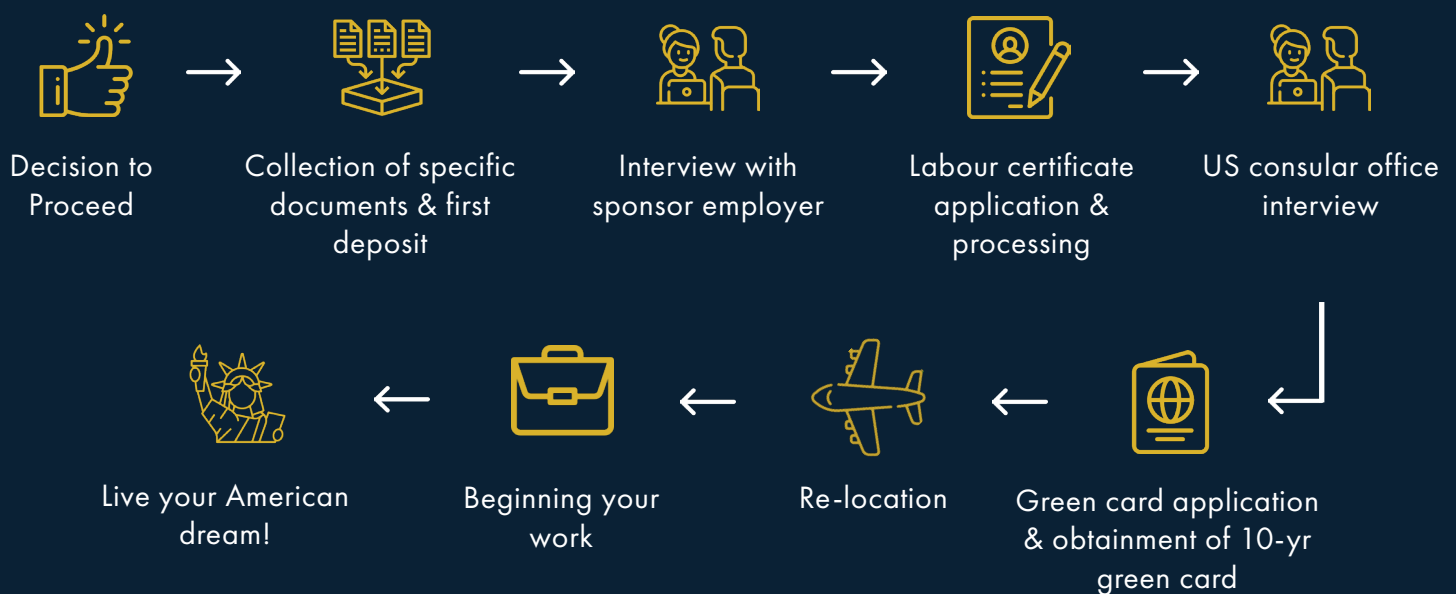 Decision to
Proceed
Collection of specific
documents & first
deposit
Interview with
sponsor employer
Labour certificate
application &
processing
US consular office
interview
Green card application
& obtainment of 10-yr
green card
Re-location
Beginning your
work
Live your American
dream!